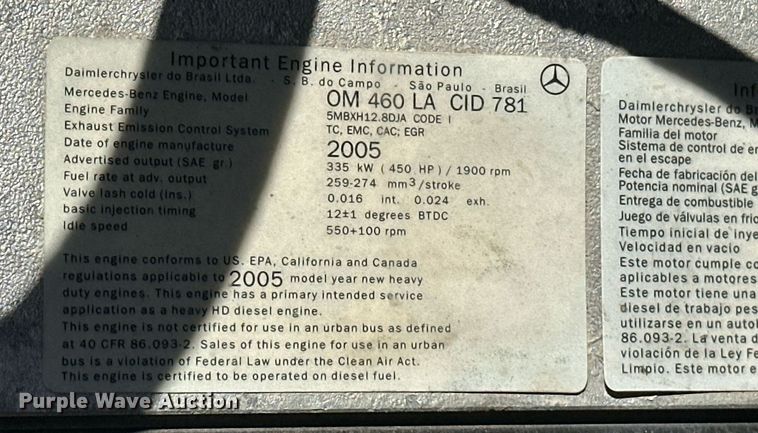 Important Engine Information
Daimlerchrysler do Brasil Ltda. - S. B. do Campo - São Paulo - Brasil
Mercedes-Benz Engine, Model OM 460 LA CID 781
Engine Family 5MBXH12.8DJA CODE I
Exhaust Emission Control System TC, EMC, CAC; EGR
Date of engine manufacture 2005
Advertised output (SAE gr.) 335 kW (450 HP) / 1900 rpm
Fuel rate at adv. output 259-274 mm³/stroke
Valve lash cold (Ins.) 0.016 int. 0.024 exh.
basic injection timing 12±1 degrees BTDC
Idle speed 550+100 rpm
This engine conforms to US. EPA, California and Canada
regulations applicable to 2005 model year new heavy
duty engines. This engine has a primary intended service
application as a heavy HD diesel engine.
This engine is not certified for use in an urban bus as defined
at 40 CFR 86.093-2. Sales of this engine for use in an urban
bus is a violation of Federal Law under the Clean Air Act.
This engine is certified to be operated on diesel fuel.
Daimlerchrysler do
Motor Mercedes-Benz,
Familia del motor
Sistema de control de
en el escape
Fecha de fabricación del
Potencia nominal (SAE
Entrega de combustible
Juego de válvulas en
Tiempo inicial de
Velocidad en vacio
Este motor cumple
aplicables a motores
Este motor tiene una
diesel de trabajo
utilizarse en un
86.093-2. La venta
violación de la Ley
Limpio. Este motor
Purple Wave Auction